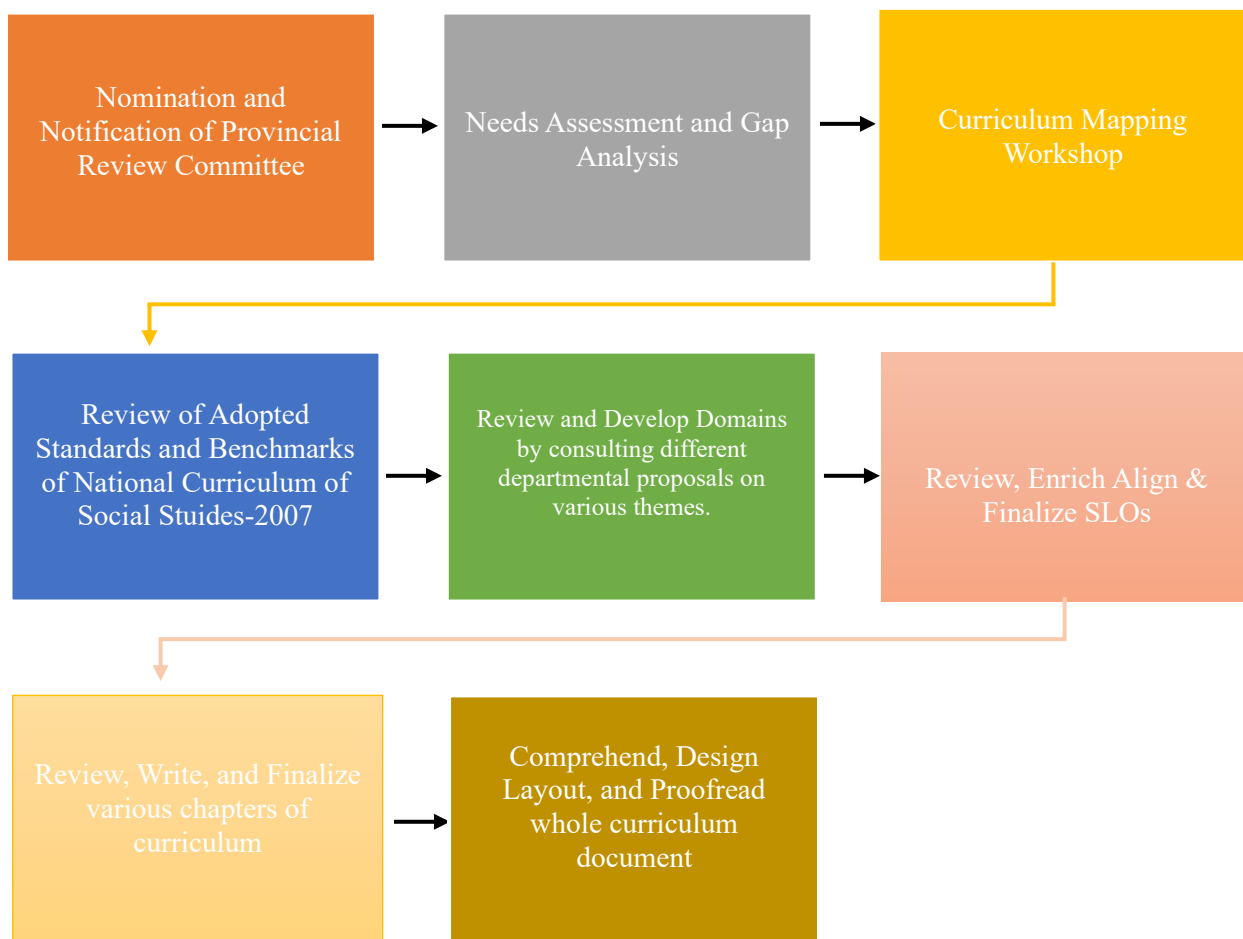 Nomination and
Notification of Provincial
Review Committee
Needs Assessment and Gap
Analysis
Curriculum Mapping
Workshop
Review of Adopted
Standards and Benchmarks
of National Curriculum of
Social Stuides-2007
Review and Develop Domains
by consulting different
departmental proposals on
various themes.
Review, Enrich Align &
Finalize SLOs
Review, Write, and Finalize
various chapters of
curriculum
Comprehend, Design
Layout, and Proofread
whole curriculum
document